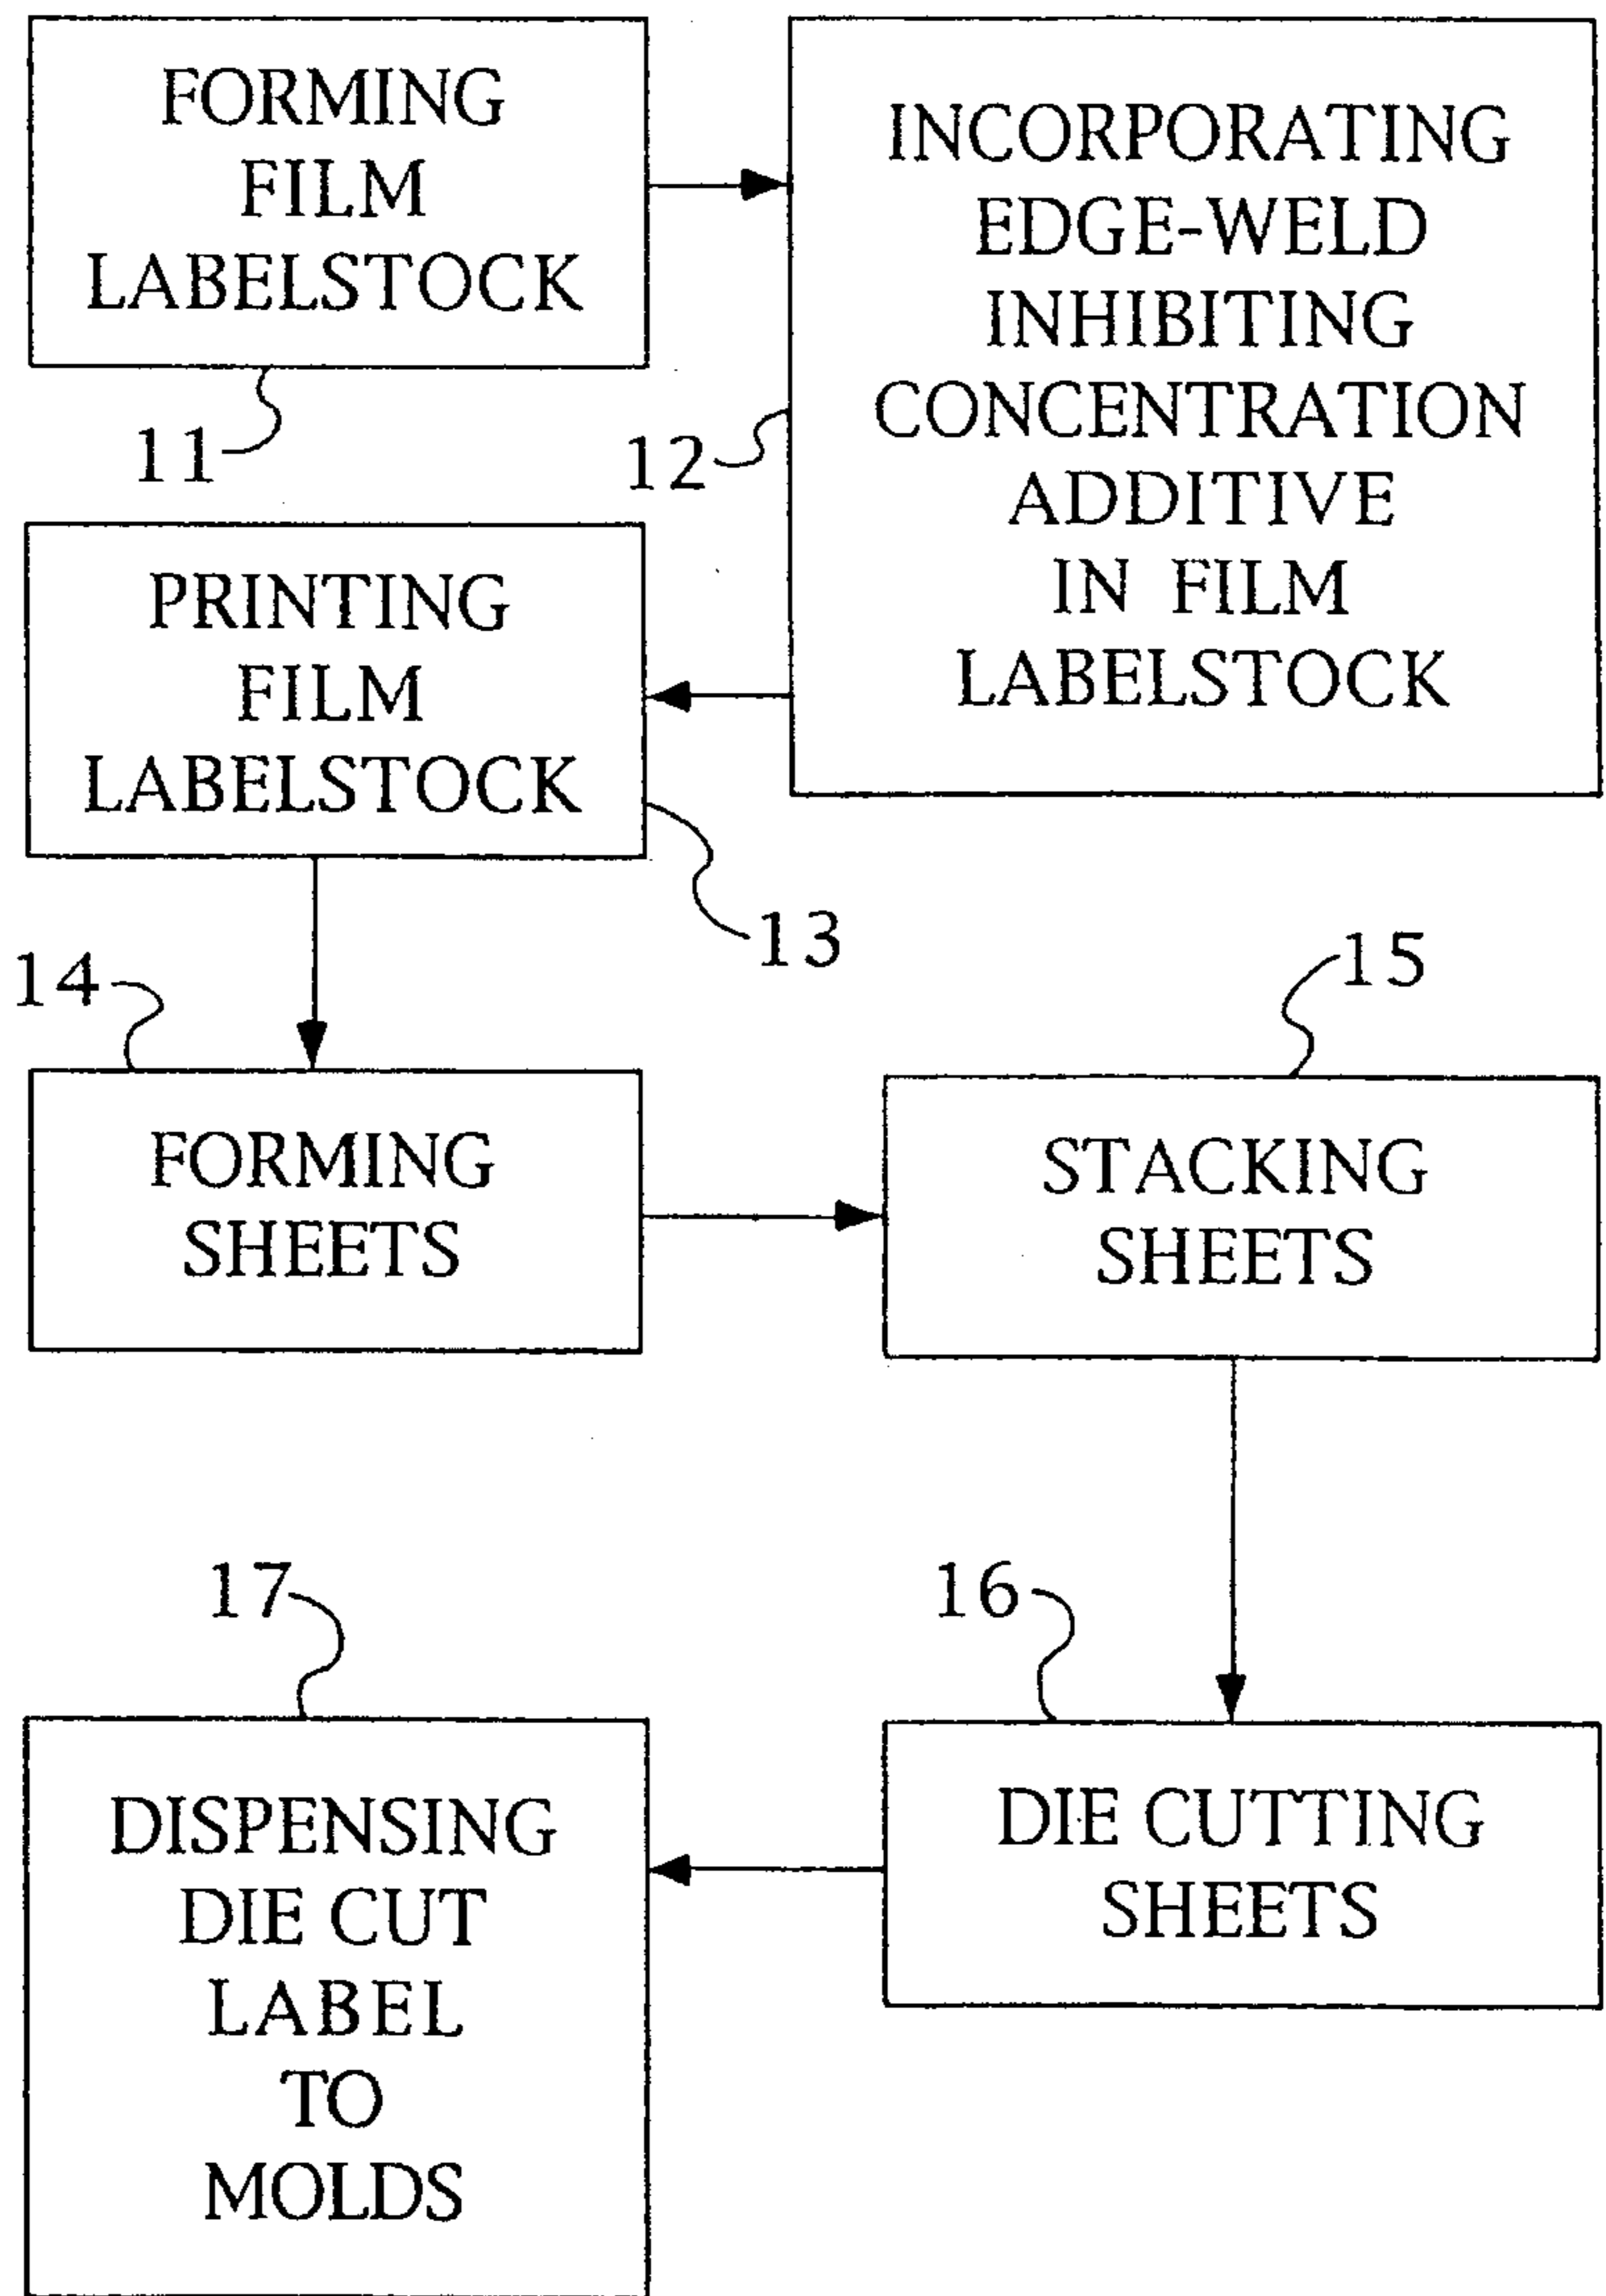 FORMING
FILM
LABELSTOCK
11
INCORPORATING
EDGE-WELD
INHIBITING
CONCENTRATION
ADDITIVE
IN FILM
LABELSTOCK
12
PRINTING
FILM
LABELSTOCK
13
14
FORMING
SHEETS
15
STACKING
SHEETS
16
DIE CUTTING
SHEETS
17
DISPENSING
DIE CUT
LABEL
TO
MOLDS